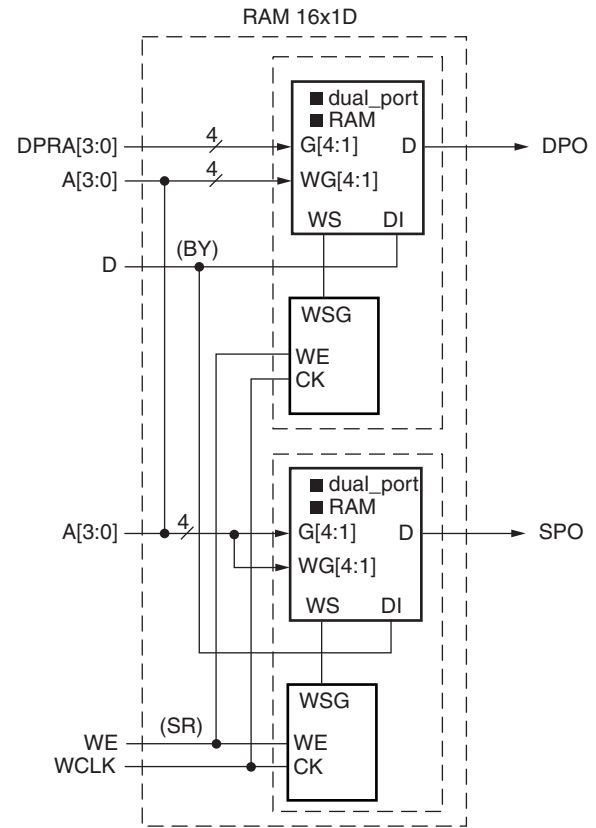 RAM 16x1D
dual_port
RAM
DPRA[3:0] 4 G[4:1] D DPO
A[3:0] 4 WG[4:1]
WS DI
D (BY)
WSG
WE
CK
dual_port
RAM
A[3:0] 4 G[4:1] D SPO
WG[4:1]
WS DI
WSG
WE (SR) WE
WCLK CK